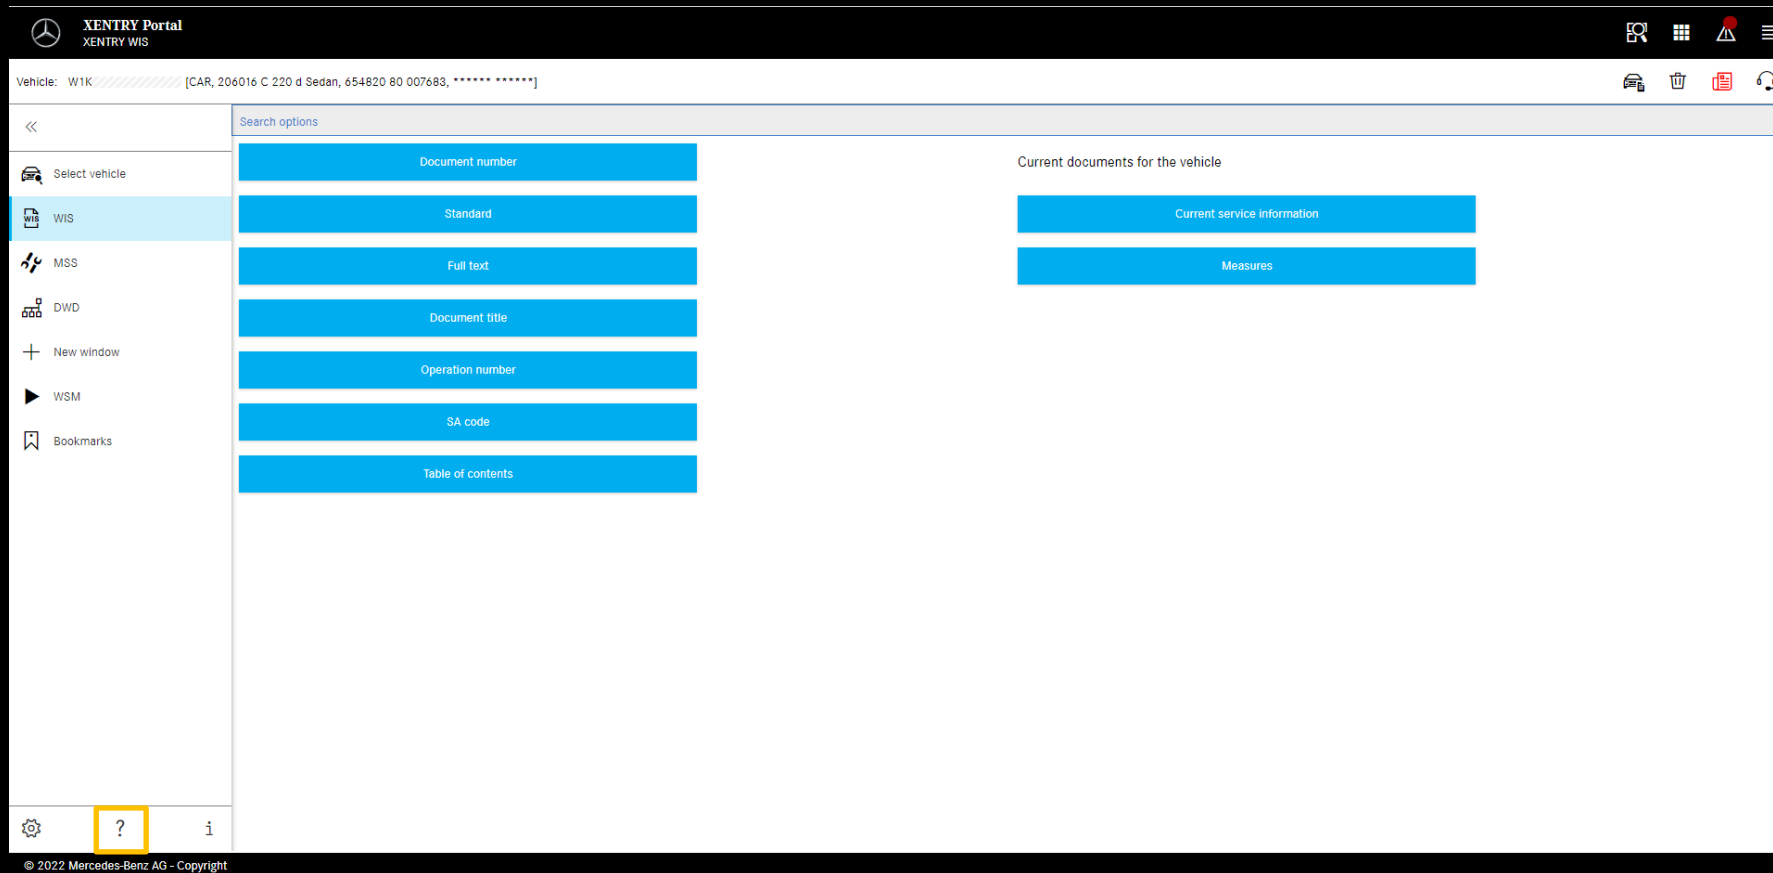 XENTRY Portal
XENTRY WIS
Vehicle: W1K [CAR, 206016 C 220 d Sedan, 654820 80 007683, ****** ******]
Search options
Select vehicle
WIS
WIS
MSS
DWD
New window
WSM
Bookmarks
Document number
Standard
Full text
Document title
Operation number
SA code
Table of contents
Current documents for the vehicle
Current service information
Measures
? i
© 2022 Mercedes-Benz AG - Copyright